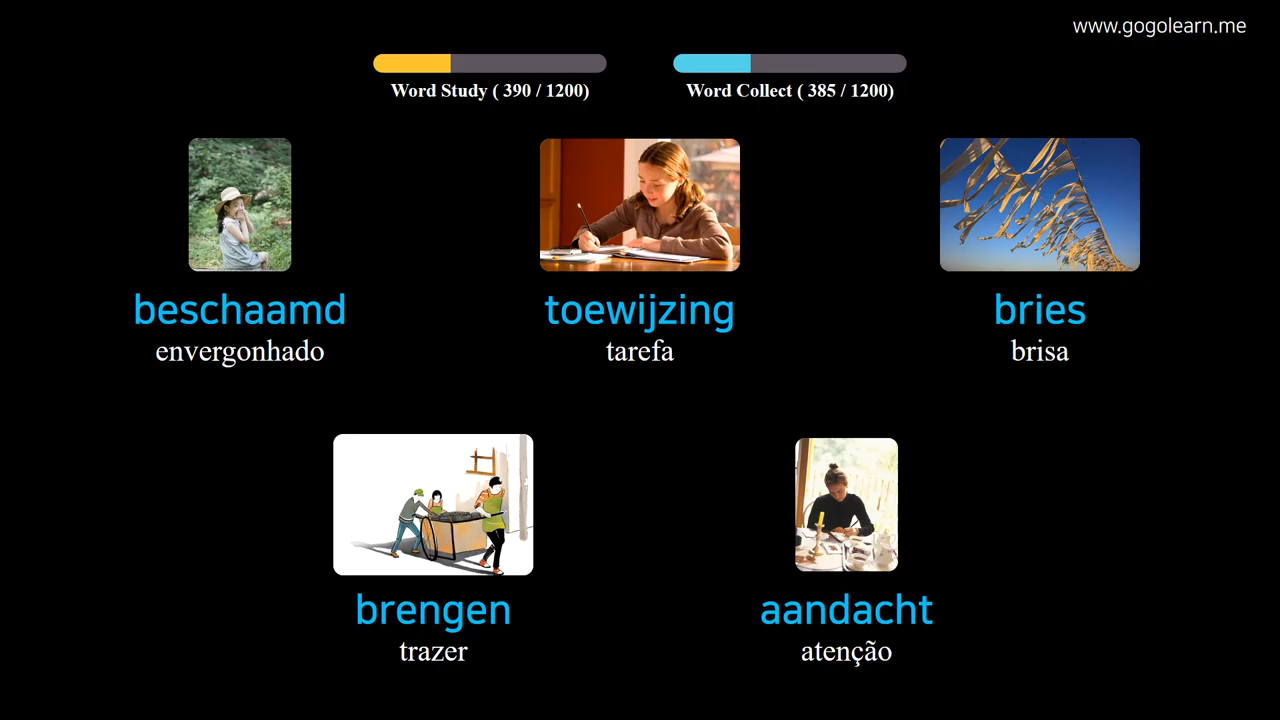 www.gogolearn.me
Word Study ( 390 / 1200)
Word Collect ( 385 / 1200)
beschaamd
envergonhado
toewijzing
tarefa
bries
brisa
brengen
trazer
aandacht
atenção